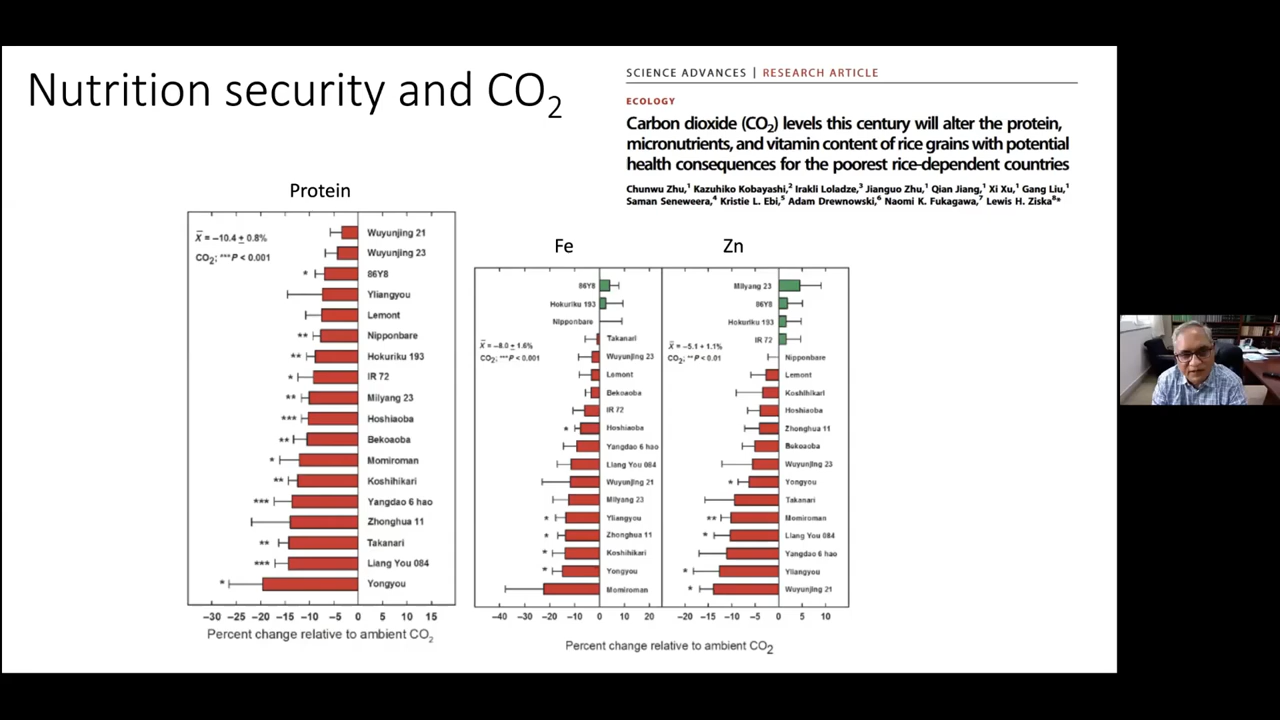 Nutrition security and CO₂
SCIENCE ADVANCES | RESEARCH ARTICLE
ECOLOGY
Carbon dioxide (CO₂) levels this century will alter the protein,
micronutrients, and vitamin content of rice grains with potential
health consequences for the poorest rice-dependent countries
Chunwu Zhu,¹ Kazuhiko Kobayashi,² Irakli Loladze,³ Jianguo Zhu,¹ Qian Jiang,¹ Xi Xu,¹ Gang Liu,¹
Saman Seneweera,⁴ Kristie L. Ebi,⁵ Adam Drewnowski,⁶ Naomi K. Fukagawa,⁷ Lewis H. Ziska⁸*
Protein
X̄ = −10.4 ± 0.8%
CO₂: ***P < 0.001
Wuyunjing 21
Wuyunjing 23
* 86Y8
Yliangyou
Lemont
** Nipponbare
** Hokuriku 193
* IR 72
** Milyang 23
*** Hoshiaoba
** Bekoaoba
* Momiroman
** Koshihikari
*** Yangdao 6 hao
Zhonghua 11
** Takanari
*** Liang You 084
* Yongyou
−30 −25 −20 −15 −10 −5 0 5 10 15
Percent change relative to ambient CO₂
Fe
86Y8
Hokuriku 193
Nipponbare
Takanari
X̄ = −8.0 ± 1.6%
CO₂: ***P < 0.001
Wuyunjing 23
Lemont
Bekoaoba
IR 72
* Hoshiaoba
Yangdao 6 hao
Liang You 084
Wuyunjing 21
Milyang 23
* Yliangyou
* Zhonghua 11
* Koshihikari
* Yongyou
Momiroman
−40 −30 −20 −10 0 10 20
Zn
Milyang 23
86Y8
Hokuriku 193
IR 72
X̄ = −5.1 + 1.1%
CO₂: **P < 0.01
Nipponbare
Lemont
Koshihikari
Hoshiaoba
Zhonghua 11
Bekoaoba
Wuyunjing 23
* Yongyou
Takanari
** Momiroman
* Liang You 084
Yangdao 6 hao
* Yliangyou
* Wuyunjing 21
−20 −15 −10 −5 0 5 10
Percent change relative to ambient CO₂